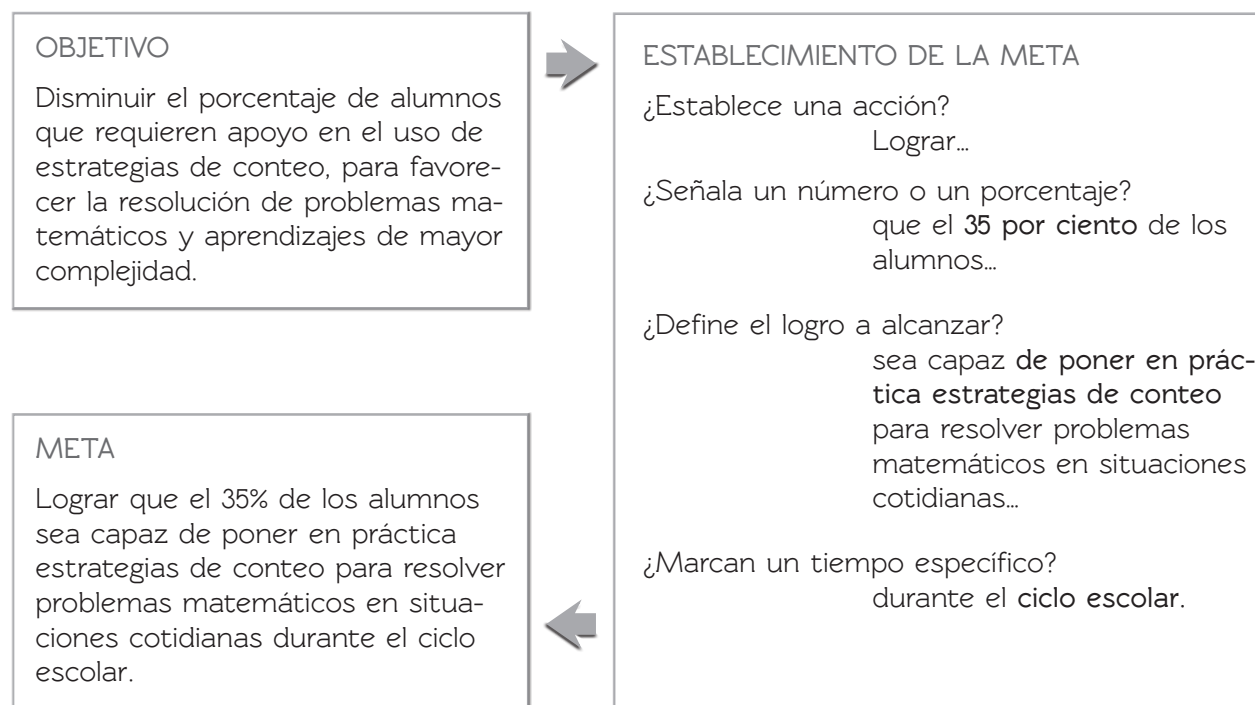 OBJETIVO
Disminuir el porcentaje de alumnos
que requieren apoyo en el uso de
estrategias de conteo, para favore-
cer la resolución de problemas ma-
temáticos y aprendizajes de mayor
complejidad.
ESTABLECIMIENTO DE LA META
¿Establece una acción?
Lograr...
¿Señala un número o un porcentaje?
que el 35 por ciento de los
alumnos...
¿Define el logro a alcanzar?
sea capaz de poner en prác-
tica estrategias de conteo
para resolver problemas
matemáticos en situaciones
cotidianas...
¿Marcan un tiempo específico?
durante el ciclo escolar.
META
Lograr que el 35% de los alumnos
sea capaz de poner en práctica
estrategias de conteo para resolver
problemas matemáticos en situa-
ciones cotidianas durante el ciclo
escolar.